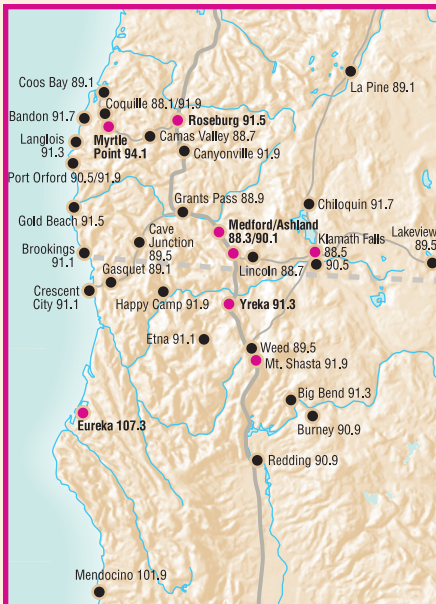 Coos Bay 89.1
La Pine 89.1
Coquille 88.1/91.9
Bandon 91.7
Roseburg 91.5
Myrtle
Point 94.1
Camas Valley 88.7
Langlois
91.3
Canyonville 91.9
Port Orford 90.5/91.9
Grants Pass 88.9
Chiloquin 91.7
Gold Beach 91.5
Medford/Ashland
88.3/90.1
Cave
Junction
89.5
Klamath Falls
88.5
90.5
Lakeview
89.5
Brookings
91.1
Lincoln 88.7
Gasquet 89.1
Crescent
City 91.1
Happy Camp 91.9
Yreka 91.3
Etna 91.1
Weed 89.5
Mt. Shasta 91.9
Big Bend 91.3
Burney 90.9
Eureka 107.3
Redding 90.9
Mendocino 101.9